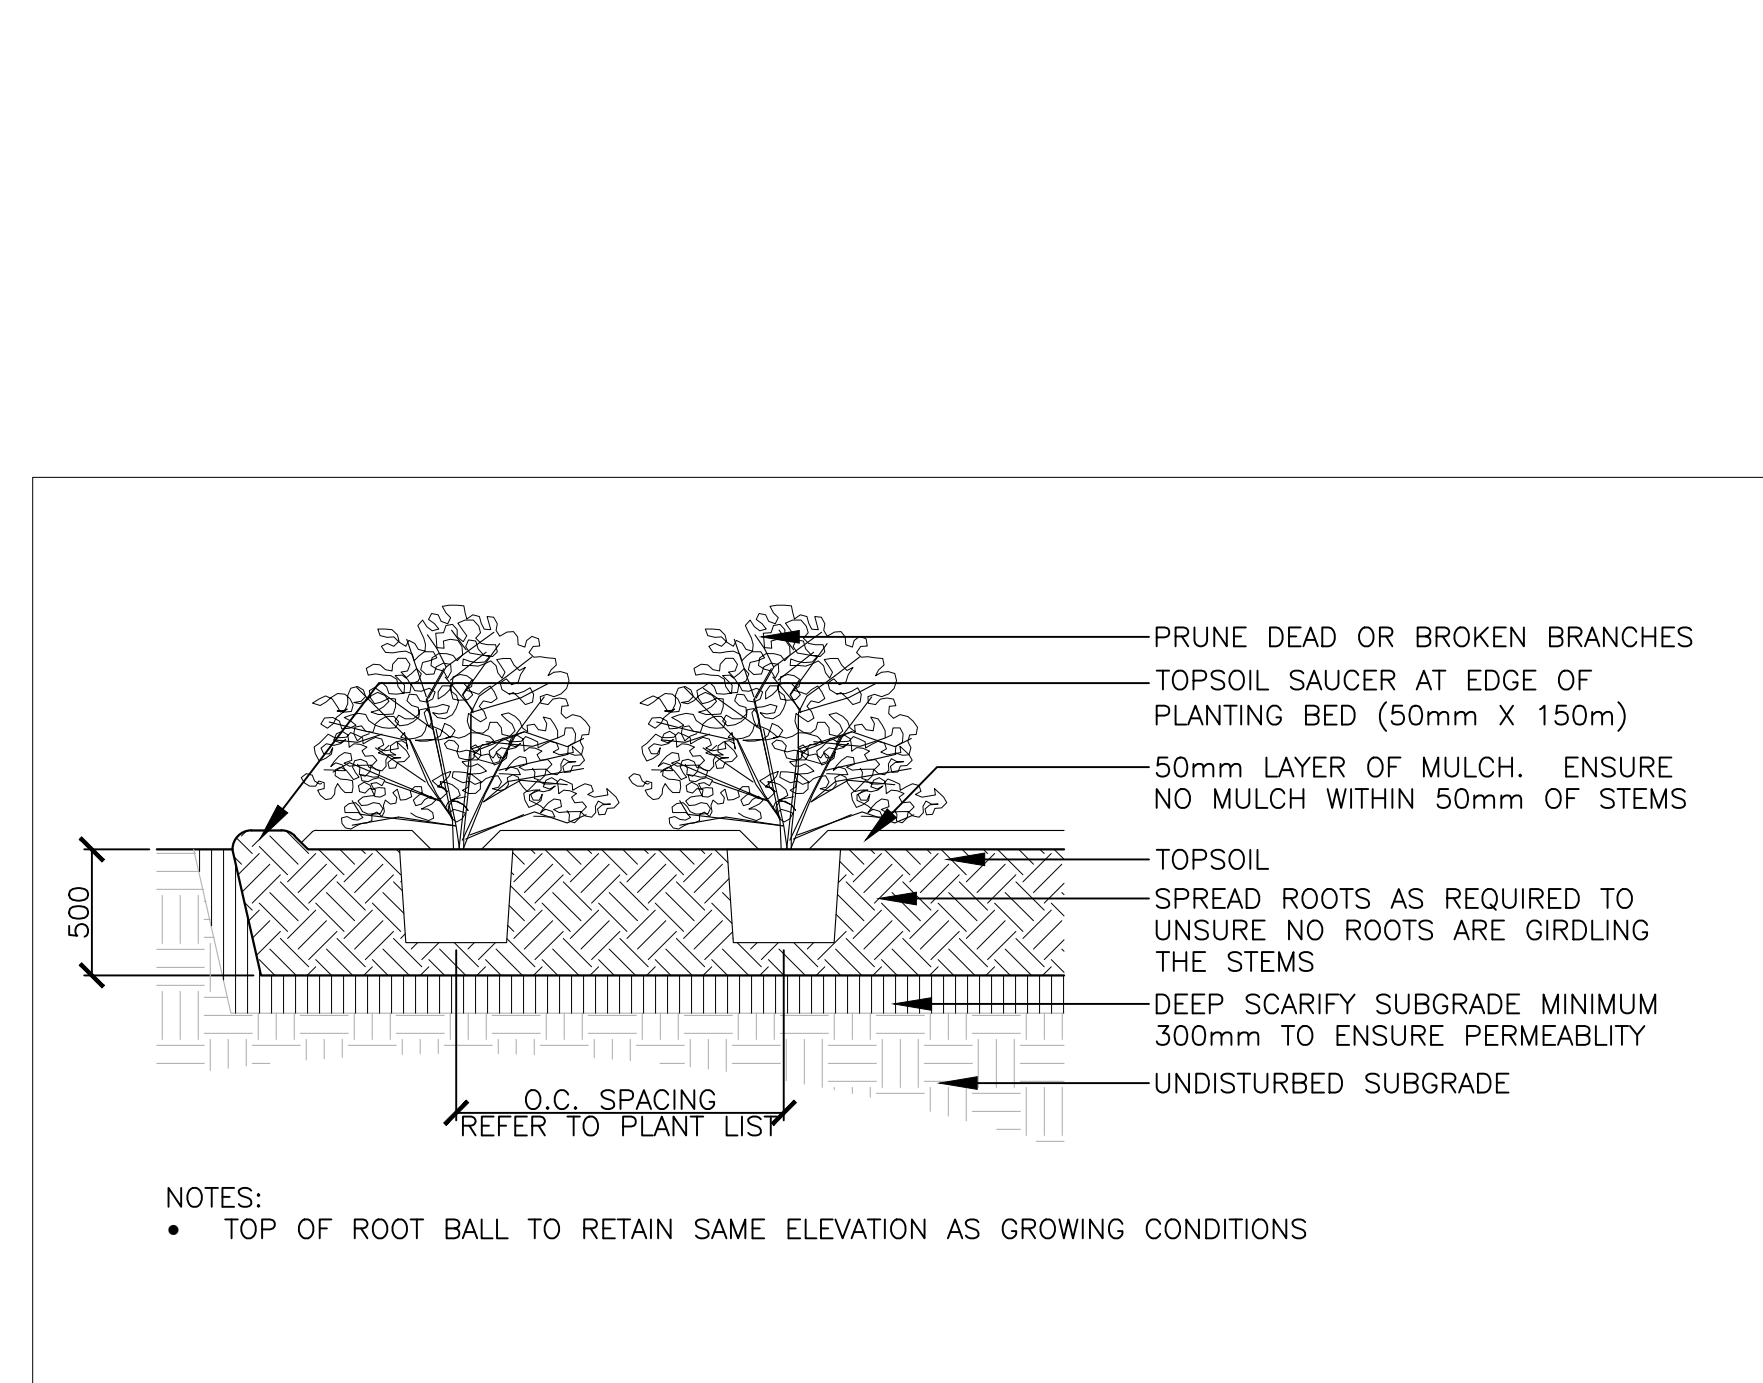 PRUNE DEAD OR BROKEN BRANCHES
TOPSOIL SAUCER AT EDGE OF
PLANTING BED (50mm X 150m)
50mm LAYER OF MULCH. ENSURE
NO MULCH WITHIN 50mm OF STEMS
TOPSOIL
SPREAD ROOTS AS REQUIRED TO
UNSURE NO ROOTS ARE GIRDLING
THE STEMS
DEEP SCARIFY SUBGRADE MINIMUM
300mm TO ENSURE PERMEABLITY
UNDISTURBED SUBGRADE
500
O.C. SPACING
REFER TO PLANT LIST
NOTES:
• TOP OF ROOT BALL TO RETAIN SAME ELEVATION AS GROWING CONDITIONS